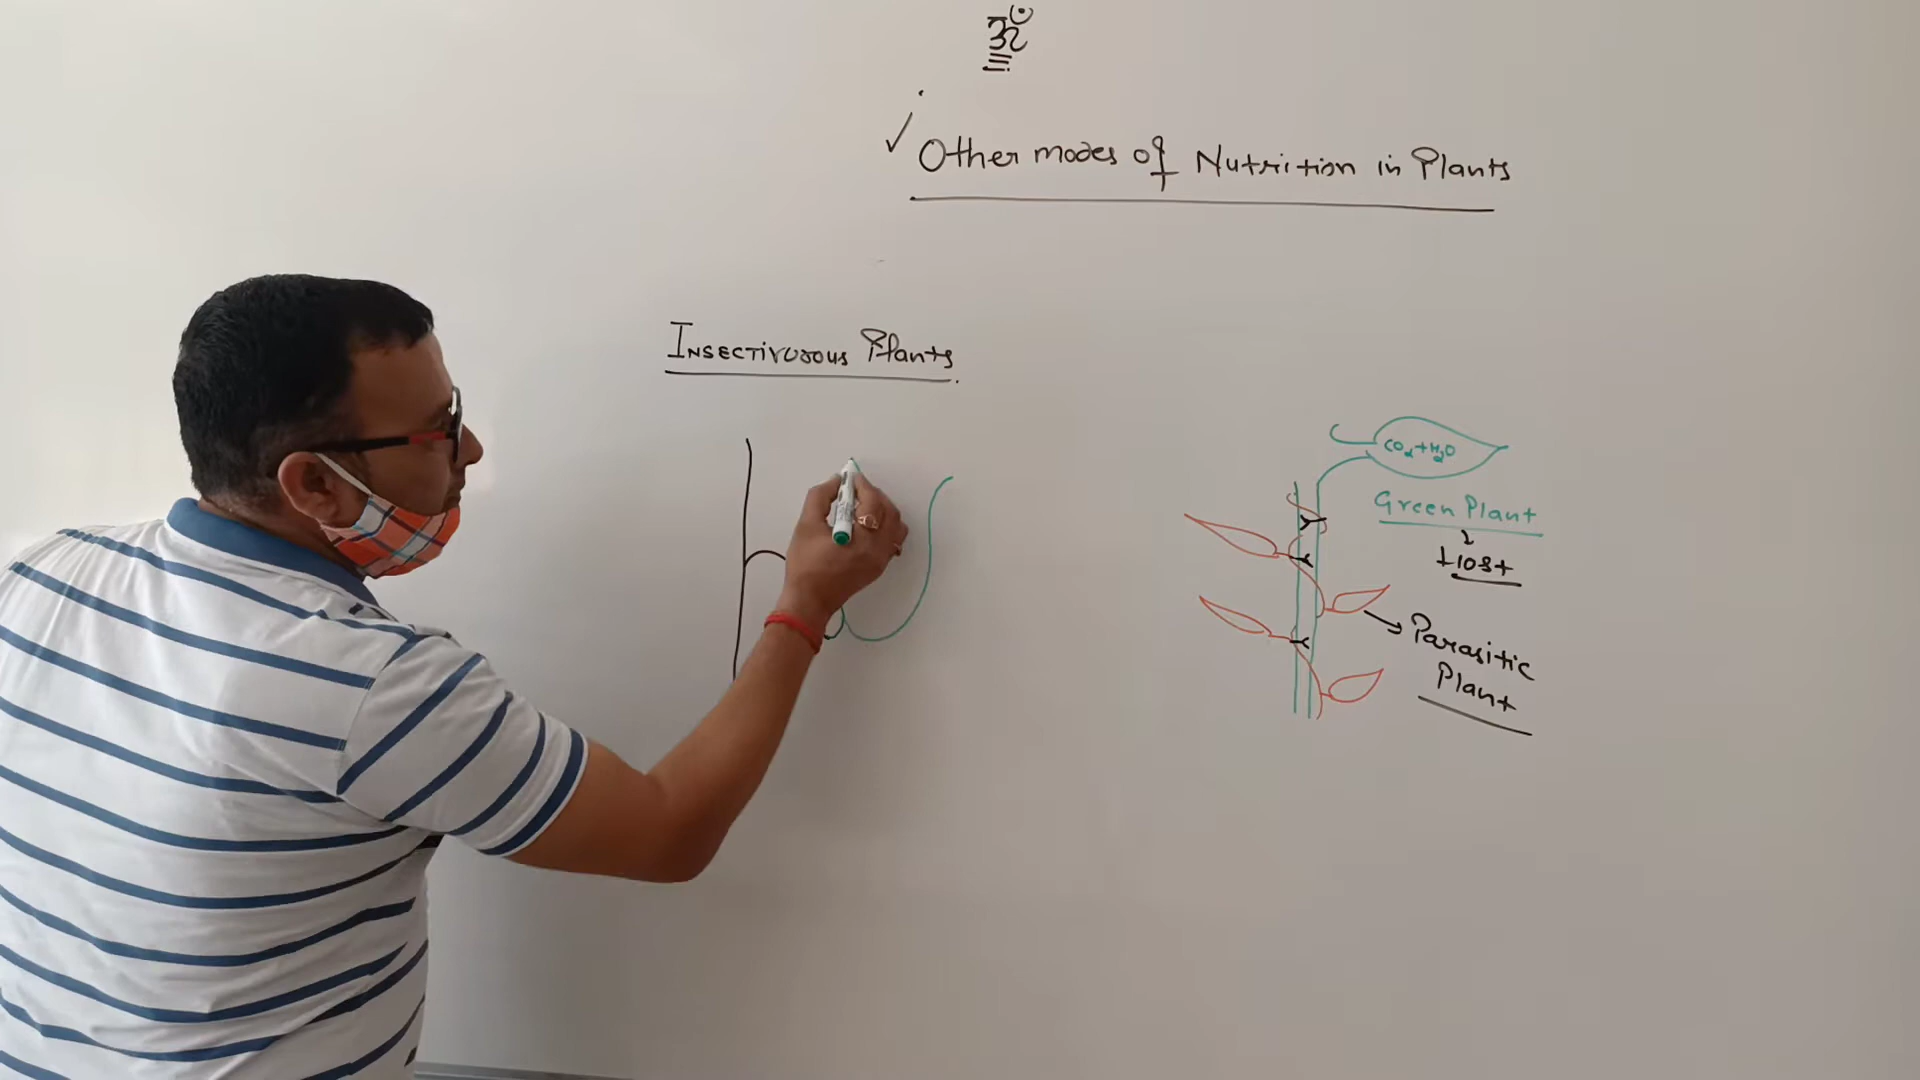 ॐ
✓ Other modes of Nutrition in Plants
Insectivorous Plants
CO₂+H₂O
Green Plant
Host
Parasitic
Plant